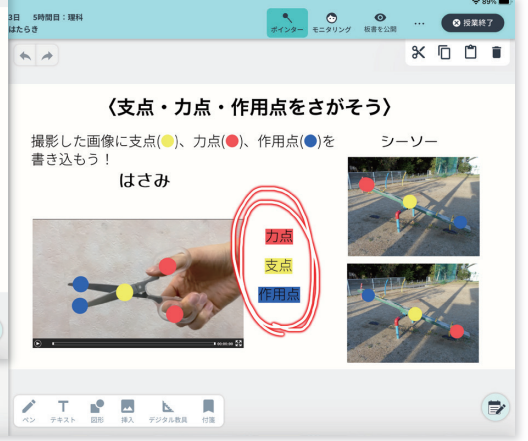 89%
3日 5時間目：理科
はたらき
ポインター
モニタリング
板書を公開
授業終了
〈支点・力点・作用点をさがそう〉
撮影した画像に支点(●)、力点(●)、作用点(●)を
書き込もう！
シーソー
はさみ
力点
支点
作用点
00:00:00
ペン
テキスト
図形
挿入
デジタル教具
付箋